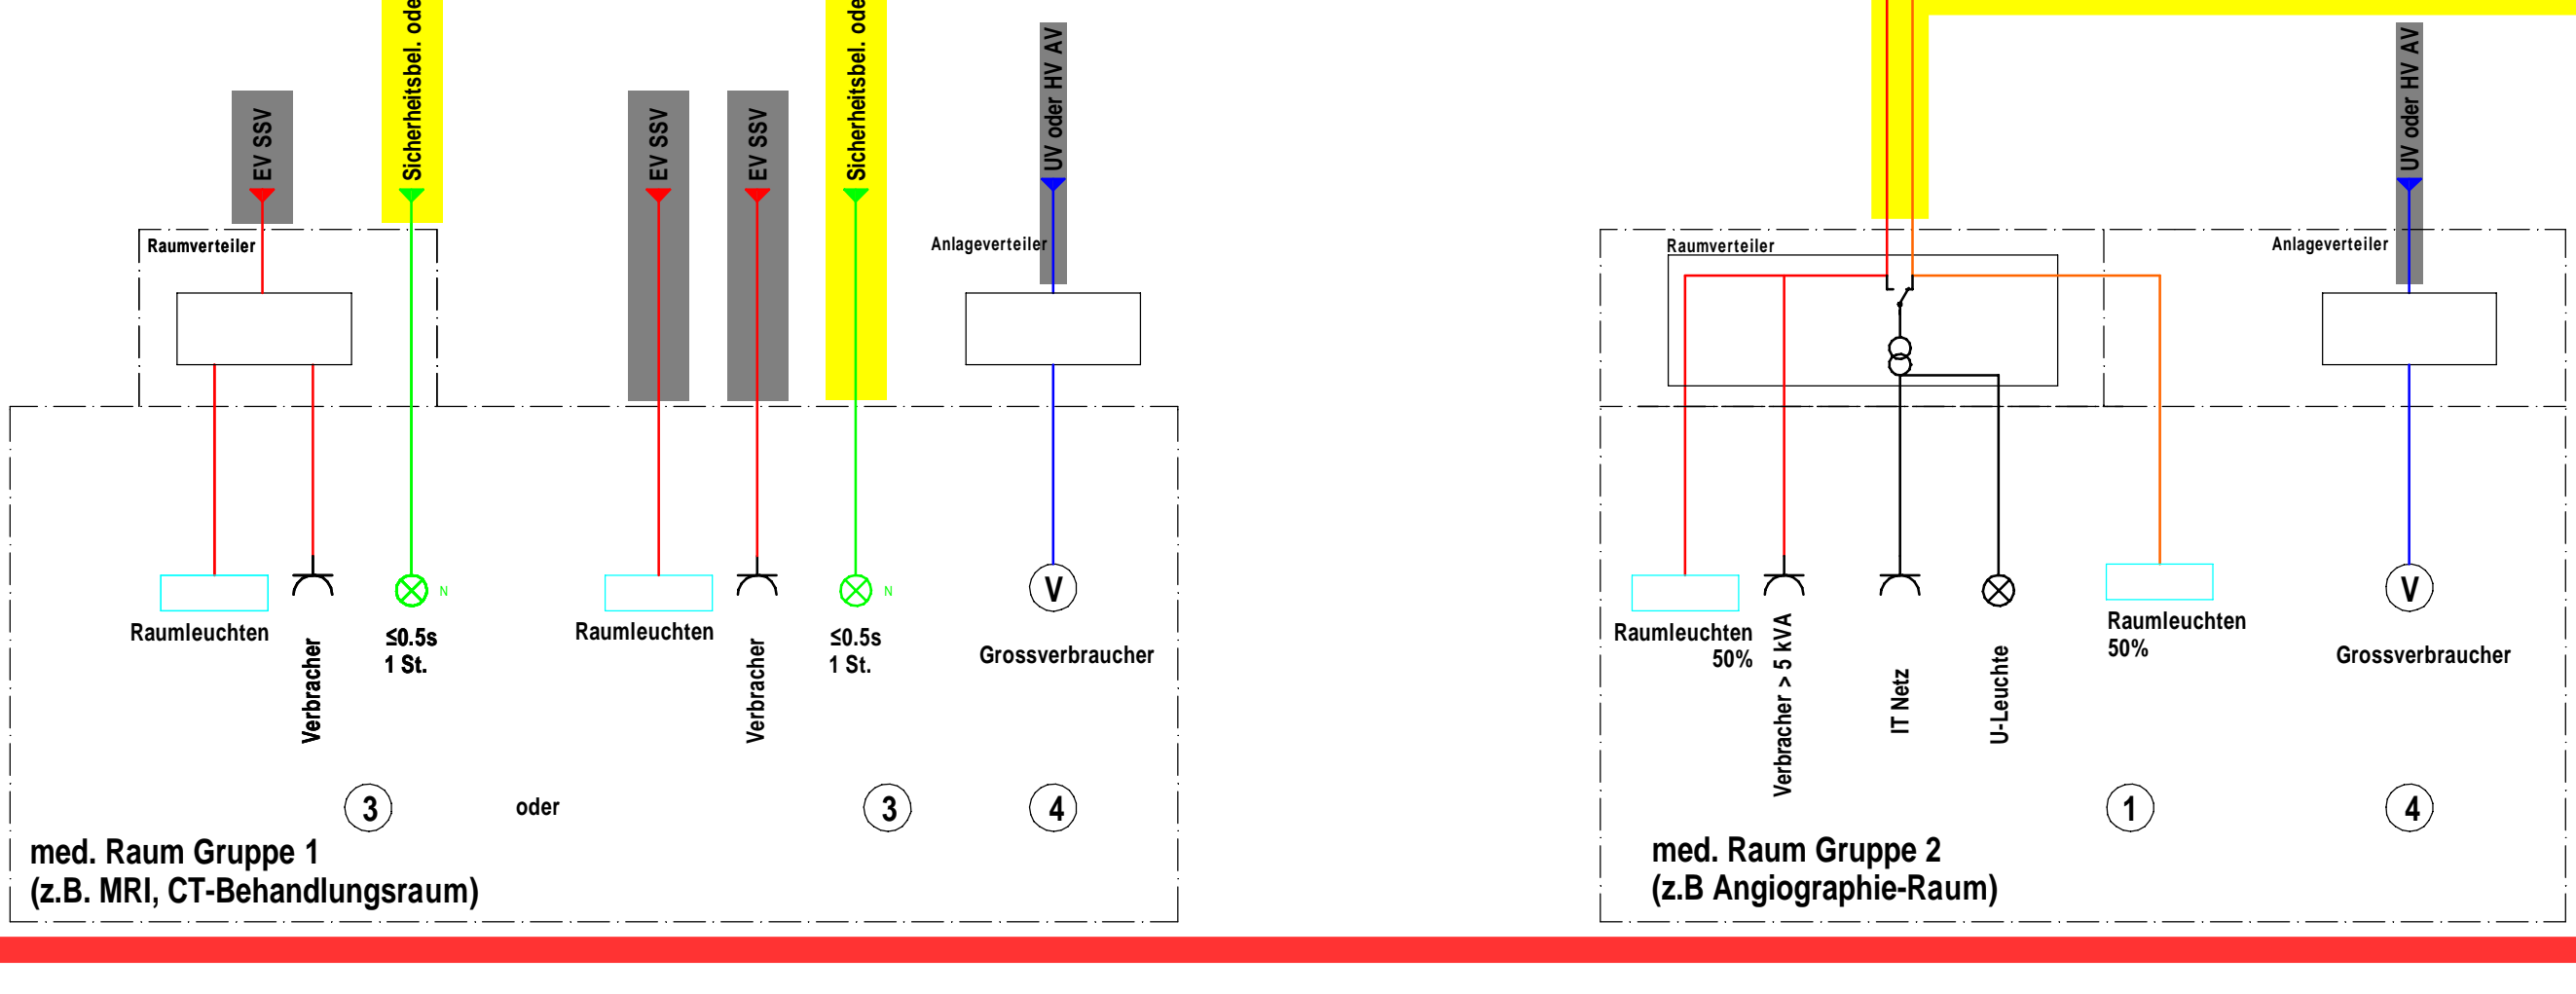 Sicherheitsbel. ode
Sicherheitsbel. ode
UV oder HV AV
UV oder HV AV
EV SSV
EV SSV
EV SSV
Raumverteiler
Anlageverteiler
Raumverteiler
Anlageverteiler
N
N
Raumleuchten
Verbracher
≤0.5s
1 St.
Raumleuchten
Verbracher
≤0.5s
1 St.
Grossverbraucher
Raumleuchten
50%
Verbracher > 5 kVA
IT Netz
U-Leuchte
Raumleuchten
50%
Grossverbraucher
V
V
3
oder
3
4
1
4
med. Raum Gruppe 1
(z.B. MRI, CT-Behandlungsraum)
med. Raum Gruppe 2
(z.B Angiographie-Raum)